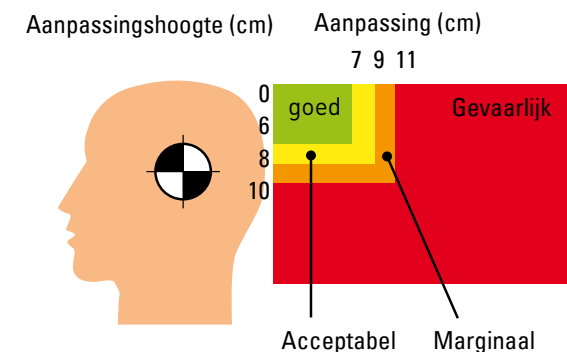 Aanpassingshoogte (cm)
Aanpassing (cm)
7 9 11
0
6
8
10
goed
Gevaarlijk
Acceptabel
Marginaal